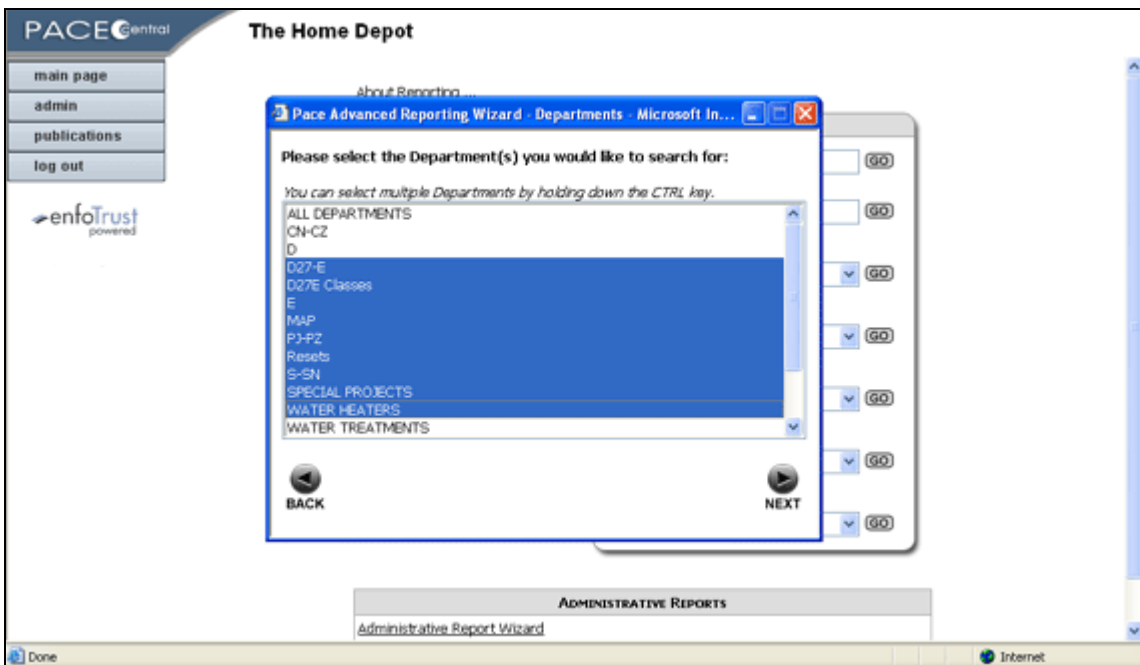 PACE Central
The Home Depot
main page
admin
publications
log out
enfoTrust
powered
About Reporting ...
Pace Advanced Reporting Wizard - Departments - Microsoft In...
Please select the Department(s) you would like to search for:
You can select multiple Departments by holding down the CTRL key.
ALL DEPARTMENTS
CN-CZ
D
D27-E
D27E Classes
E
MAP
PJ-PZ
Resets
S-SN
SPECIAL PROJECTS
WATER HEATERS
WATER TREATMENTS
BACK
NEXT
GO
GO
GO
GO
GO
GO
GO
ADMINISTRATIVE REPORTS
Administrative Report Wizard
Done
Internet